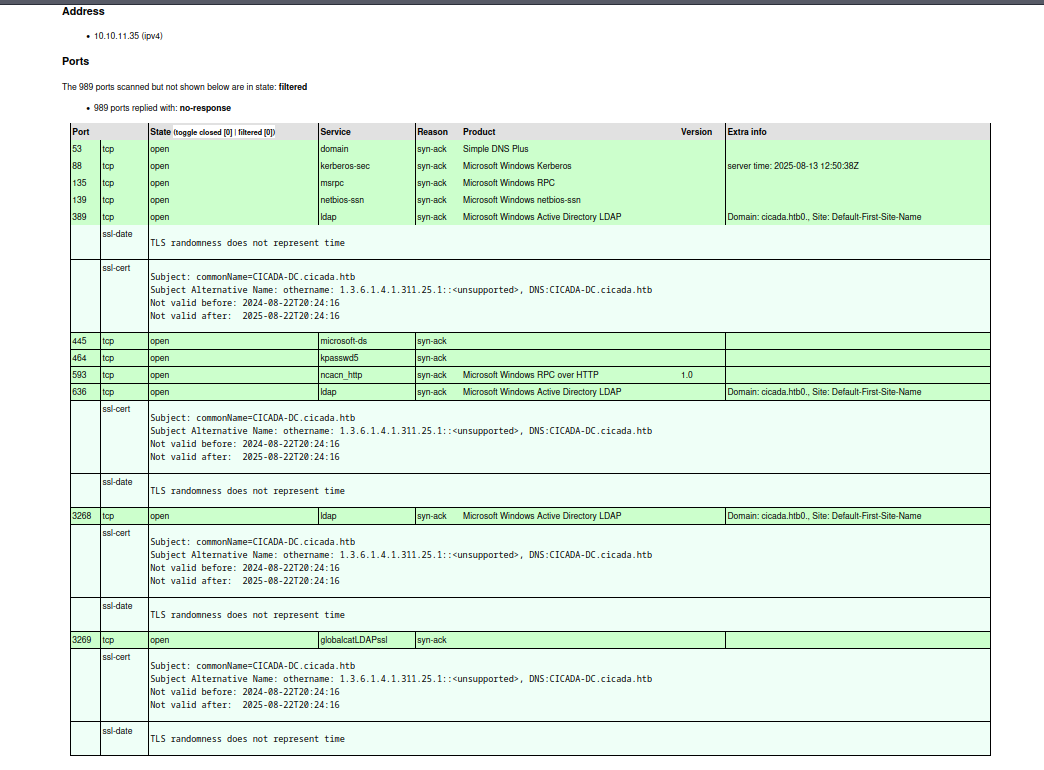 Address
• 10.10.11.35 (ipv4)
Ports
The 989 ports scanned but not shown below are in state: filtered
• 989 ports replied with: no-response
Port State (toggle closed [0] | filtered [0]) Service Reason Product Version Extra info
53 tcp open domain syn-ack Simple DNS Plus
88 tcp open kerberos-sec syn-ack Microsoft Windows Kerberos server time: 2025-08-13 12:50:38Z
135 tcp open msrpc syn-ack Microsoft Windows RPC
139 tcp open netbios-ssn syn-ack Microsoft Windows netbios-ssn
389 tcp open ldap syn-ack Microsoft Windows Active Directory LDAP Domain: cicada.htb0., Site: Default-First-Site-Name
ssl-date
TLS randomness does not represent time
ssl-cert
Subject: commonName=CICADA-DC.cicada.htb
Subject Alternative Name: othername: 1.3.6.1.4.1.311.25.1::<unsupported>, DNS:CICADA-DC.cicada.htb
Not valid before: 2024-08-22T20:24:16
Not valid after:  2025-08-22T20:24:16
445 tcp open microsoft-ds syn-ack
464 tcp open kpasswd5 syn-ack
593 tcp open ncacn_http syn-ack Microsoft Windows RPC over HTTP 1.0
636 tcp open ldap syn-ack Microsoft Windows Active Directory LDAP Domain: cicada.htb0., Site: Default-First-Site-Name
ssl-cert
Subject: commonName=CICADA-DC.cicada.htb
Subject Alternative Name: othername: 1.3.6.1.4.1.311.25.1::<unsupported>, DNS:CICADA-DC.cicada.htb
Not valid before: 2024-08-22T20:24:16
Not valid after:  2025-08-22T20:24:16
ssl-date
TLS randomness does not represent time
3268 tcp open ldap syn-ack Microsoft Windows Active Directory LDAP Domain: cicada.htb0., Site: Default-First-Site-Name
ssl-cert
Subject: commonName=CICADA-DC.cicada.htb
Subject Alternative Name: othername: 1.3.6.1.4.1.311.25.1::<unsupported>, DNS:CICADA-DC.cicada.htb
Not valid before: 2024-08-22T20:24:16
Not valid after:  2025-08-22T20:24:16
ssl-date
TLS randomness does not represent time
3269 tcp open globalcatLDAPssl syn-ack
ssl-cert
Subject: commonName=CICADA-DC.cicada.htb
Subject Alternative Name: othername: 1.3.6.1.4.1.311.25.1::<unsupported>, DNS:CICADA-DC.cicada.htb
Not valid before: 2024-08-22T20:24:16
Not valid after:  2025-08-22T20:24:16
ssl-date
TLS randomness does not represent time